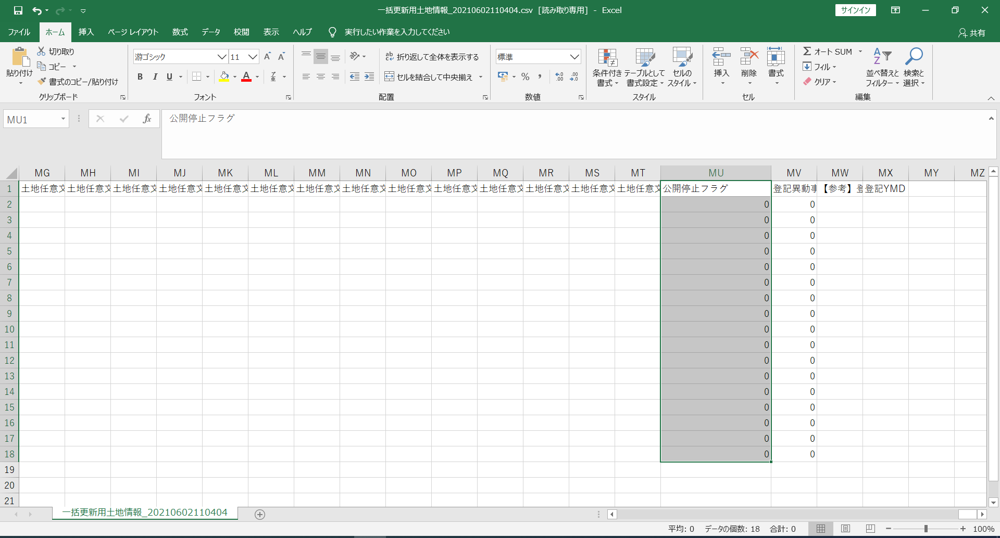 一括更新用土地情報_20210602110404.csv [読み取り専用] - Excel
サインイン
ファイル ホーム 挿入 ページ レイアウト 数式 データ 校閲 表示 ヘルプ 実行したい作業を入力してください 共有
貼り付け
切り取り
コピー
書式のコピー/貼り付け
クリップボード
游ゴシック 11 A A
B I U A 亜
フォント
ab 折り返して全体を表示する
セルを結合して中央揃え
配置
標準
% ,
数値
条件付き
書式
テーブルとして
書式設定
セルの
スタイル
スタイル
挿入 削除 書式
セル
Σ オート SUM
フィル
クリア
並べ替えと
フィルター
検索と
選択
編集
MU1 fx 公開停止フラグ
MG MH MI MJ MK ML MM MN MO MP MQ MR MS MT MU MV MW MX MY MZ
1 土地任意文 土地任意文 土地任意文 土地任意文 土地任意文 土地任意文 土地任意文 土地任意文 土地任意文 土地任意文 土地任意文 土地任意文 土地任意文 土地任意文 公開停止フラグ 登記異動事 【参考】登 登記YMD
2 0 0
3 0 0
4 0 0
5 0 0
6 0 0
7 0 0
8 0 0
9 0 0
10 0 0
11 0 0
12 0 0
13 0 0
14 0 0
15 0 0
16 0 0
17 0 0
18 0 0
19
20
21
一括更新用土地情報_20210602110404
平均: 0 データの個数: 18 合計: 0 100%